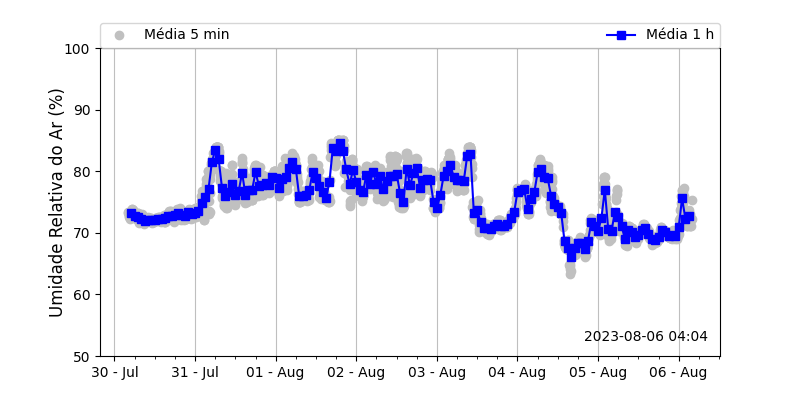 Média 5 min Média 1 h
Umidade Relativa do Ar (%)
100
90
80
70
60
50
2023-08-06 04:04
30 - Jul 31 - Jul 01 - Aug 02 - Aug 03 - Aug 04 - Aug 05 - Aug 06 - Aug